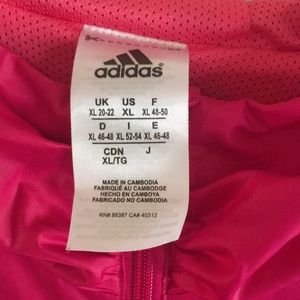 adidas
UK US F
XL 20-22 XL XL 48-50
D I E
XL 46-48 XL 52-54 XL 46-48
CDN J
XL/TG
MADE IN CAMBODIA
FABRIQUÉ AU CAMBODGE
HECHO EN CAMBOYA
FABRICADO NO CAMBOJA
RN# 88387 CA# 40312